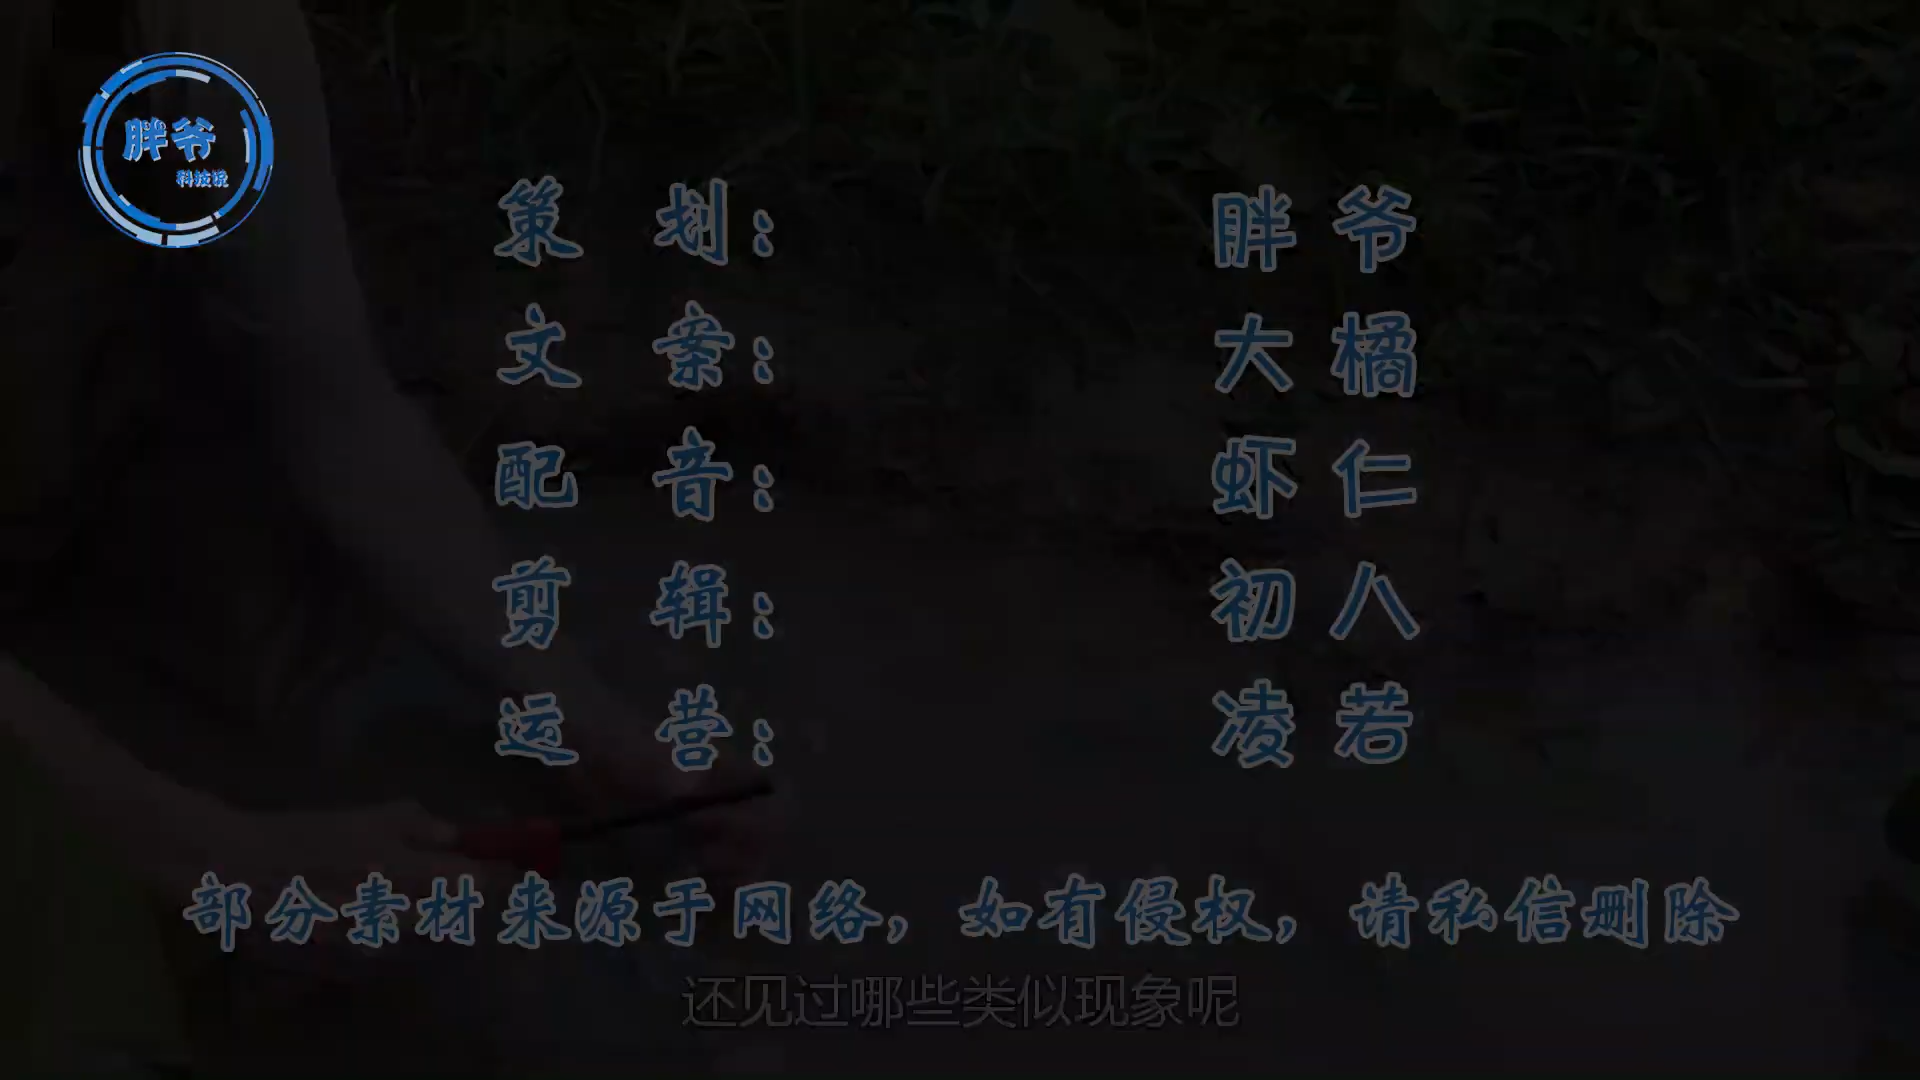 胖爷
科技说
策 划： 胖 爷
文 案： 大 橘
配 音： 虾 仁
剪 辑： 初 八
运 营： 凌 若
部分素材来源于网络，如有侵权，请私信删除
还见过哪些类似现象呢